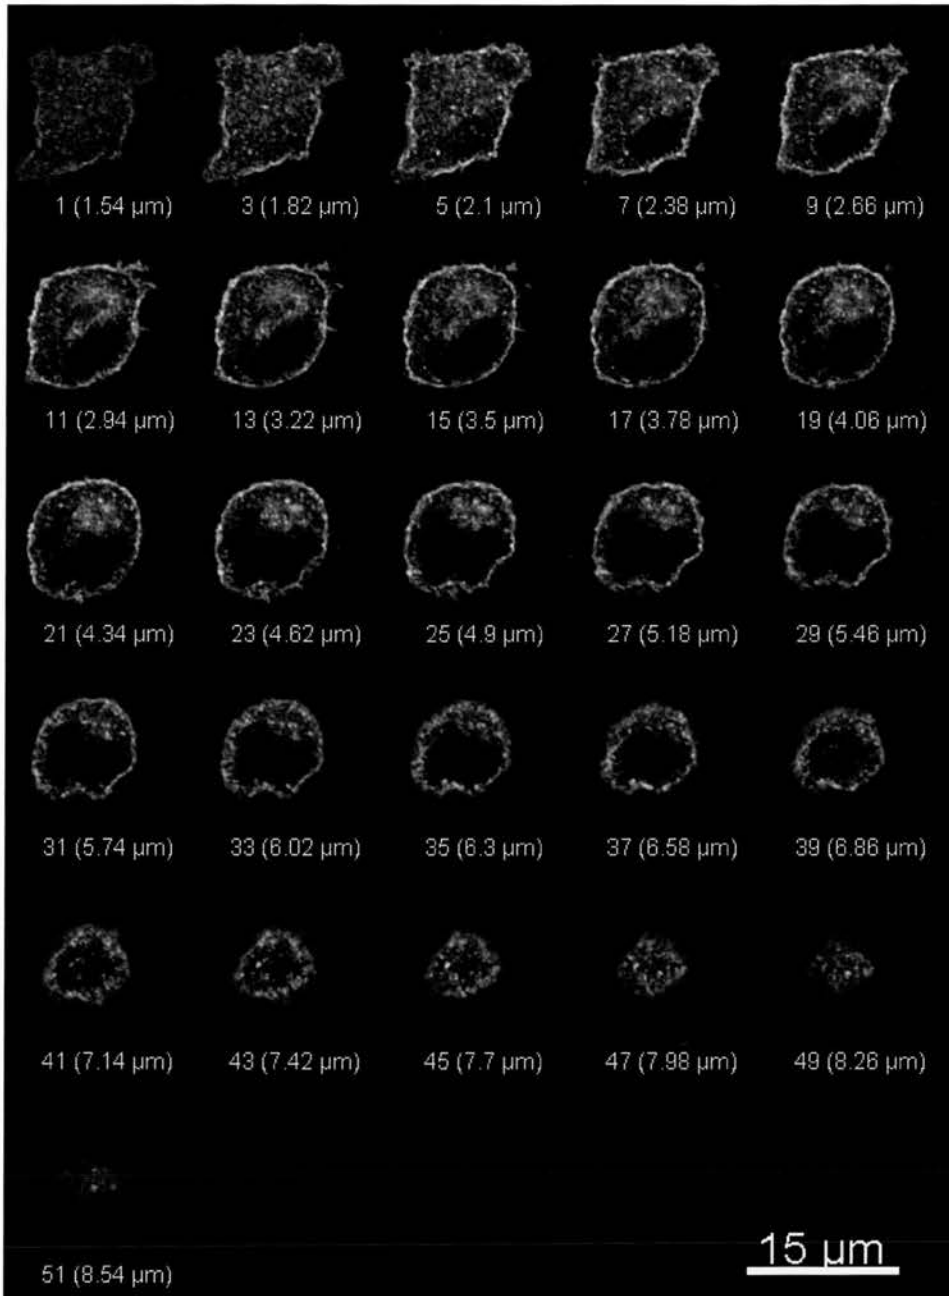 1 (1.54 µm) 3 (1.82 µm) 5 (2.1 µm) 7 (2.38 µm) 9 (2.66 µm)
11 (2.94 µm) 13 (3.22 µm) 15 (3.5 µm) 17 (3.78 µm) 19 (4.06 µm)
21 (4.34 µm) 23 (4.62 µm) 25 (4.9 µm) 27 (5.18 µm) 29 (5.46 µm)
31 (5.74 µm) 33 (6.02 µm) 35 (6.3 µm) 37 (6.58 µm) 39 (6.86 µm)
41 (7.14 µm) 43 (7.42 µm) 45 (7.7 µm) 47 (7.98 µm) 49 (8.26 µm)
15 µm
51 (8.54 µm)